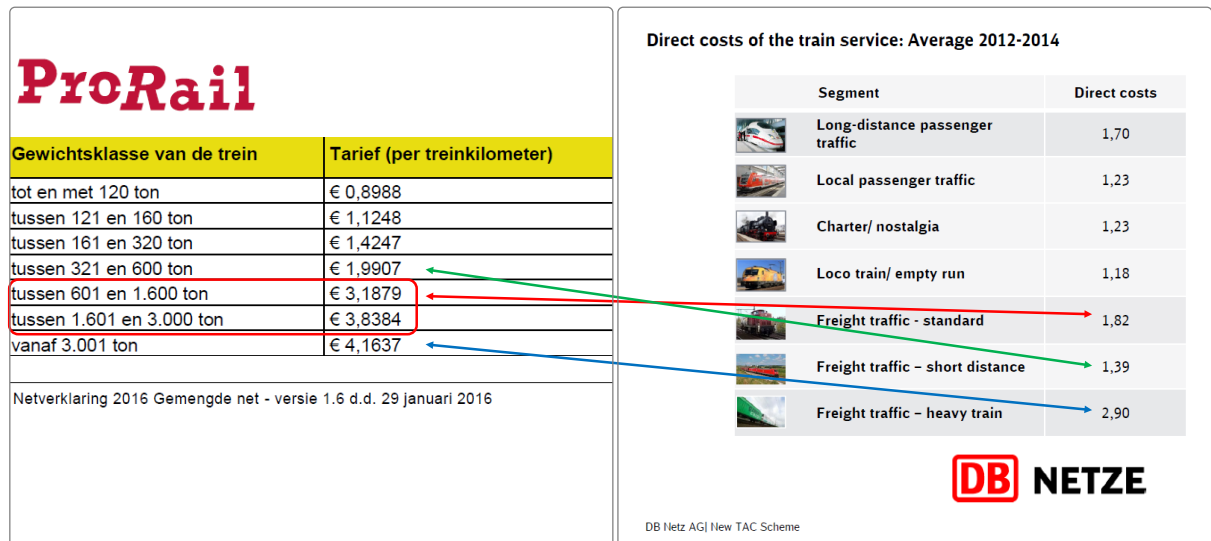 ProRail
Gewichtsklasse van de trein Tarief (per treinkilometer)
tot en met 120 ton € 0,8988
tussen 121 en 160 ton € 1,1248
tussen 161 en 320 ton € 1,4247
tussen 321 en 600 ton € 1,9907
tussen 601 en 1.600 ton € 3,1879
tussen 1.601 en 3.000 ton € 3,8384
vanaf 3.001 ton € 4,1637
Netverklaring 2016 Gemengde net - versie 1.6 d.d. 29 januari 2016
Direct costs of the train service: Average 2012-2014
Segment Direct costs
Long-distance passenger
traffic 1,70
Local passenger traffic 1,23
Charter/ nostalgia 1,23
Loco train/ empty run 1,18
Freight traffic - standard 1,82
Freight traffic – short distance 1,39
Freight traffic – heavy train 2,90
DB NETZE
DB Netz AG| New TAC Scheme